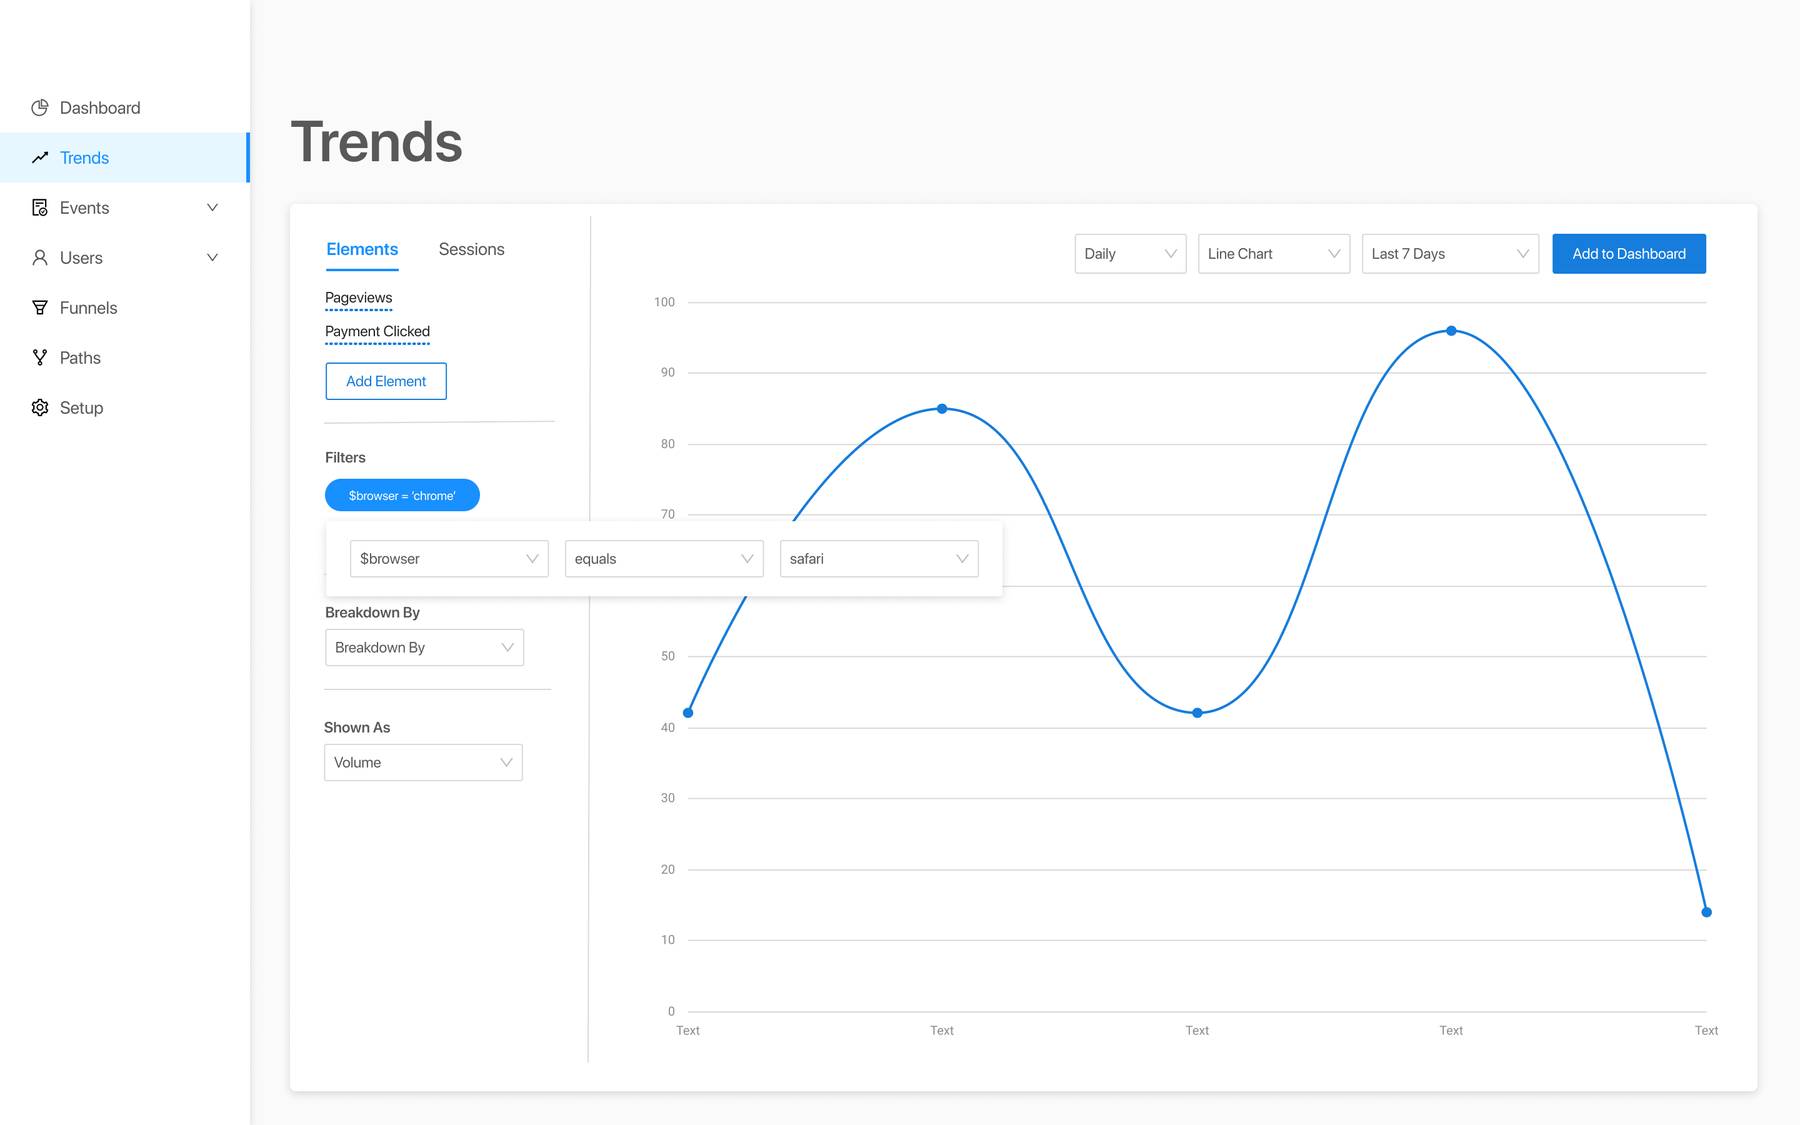 Dashboard
Trends
Events
Users
Funnels
Paths
Setup
Trends
Elements Sessions
Pageviews
Payment Clicked
Add Element
Filters
$browser = ‘chrome’
$browser equals safari
Breakdown By
Breakdown By
Shown As
Volume
Daily Line Chart Last 7 Days Add to Dashboard
100
90
80
70
50
40
30
20
10
0
Text Text Text Text Text